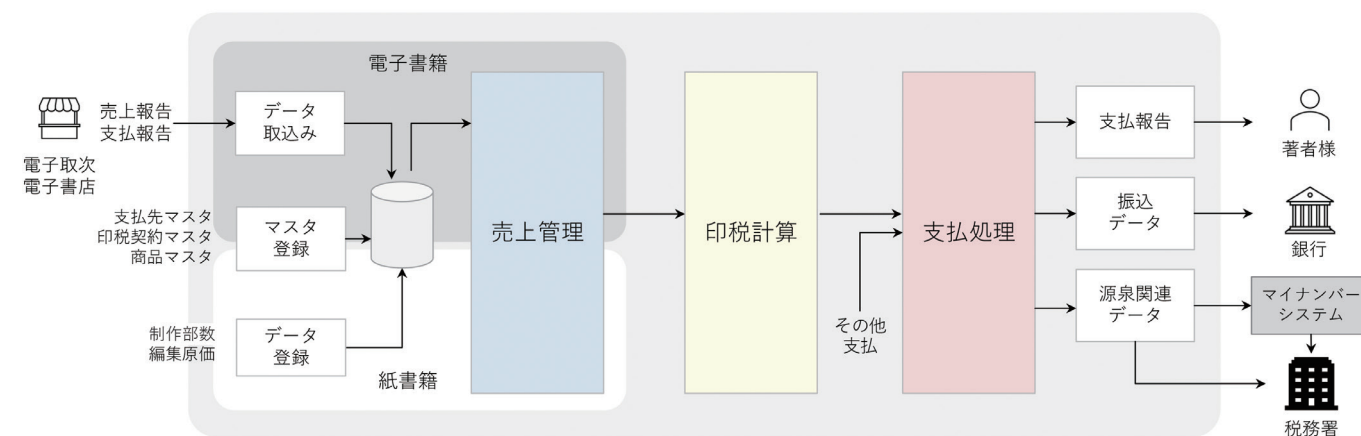 電子書籍
売上報告
支払報告
電子取次
電子書店
データ
取込み
支払先マスタ
印税契約マスタ
商品マスタ
マスタ
登録
制作部数
編集原価
データ
登録
紙書籍
売上管理
印税計算
その他
支払
支払処理
支払報告
著者様
振込
データ
銀行
源泉関連
データ
マイナンバー
システム
税務署